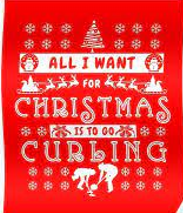 ALL I WANT
FOR
CHRISTMAS
IS TO GO
CURLING